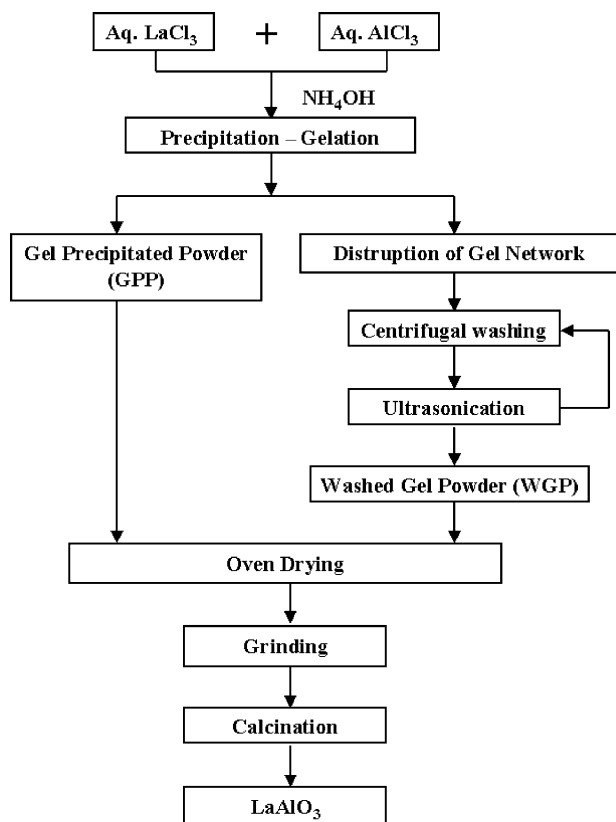 Aq. LaCl₃ + Aq. AlCl₃
NH₄OH
Precipitation – Gelation
Gel Precipitated Powder
(GPP)
Distruption of Gel Network
Centrifugal washing
Ultrasonication
Washed Gel Powder (WGP)
Oven Drying
Grinding
Calcination
LaAlO₃